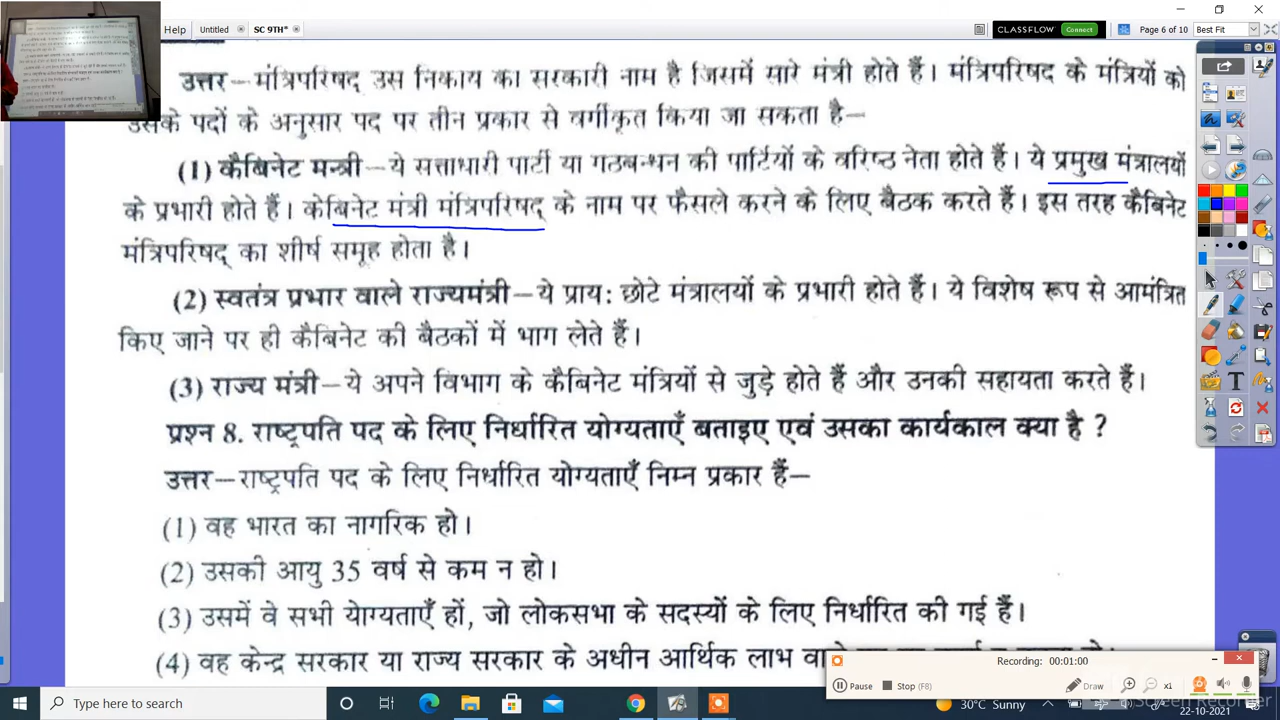 Help
Untitled
SC 9TH*
CLASSFLOW
Connect
Page 6 of 10
Best Fit
उत्तर—मंत्रिपरिषद् उस निकाय का सरकारी नाम है जिसमें सारे मंत्री होते हैं। मंत्रिपरिषद के मंत्रियों को
उसके पदों के अनुसार पद पर तीन प्रकार से वर्गीकृत किया जा सकता है—
(1) कैबिनेट मन्त्री—ये सत्ताधारी पार्टी या गठबन्धन की पार्टियों के वरिष्ठ नेता होते हैं। ये प्रमुख मंत्रालयों
के प्रभारी होते हैं। केबिनेट मंत्री मंत्रिपरिषद् के नाम पर फैसले करने के लिए बैठक करते हैं। इस तरह कैबिनेट
मंत्रिपरिषद् का शीर्ष समूह होता है।
(2) स्वतंत्र प्रभार वाले राज्यमंत्री—ये प्राय: छोटे मंत्रालयों के प्रभारी होते हैं। ये विशेष रूप से आमंत्रित
किए जाने पर ही कैबिनेट की बैठकों में भाग लेते हैं।
(3) राज्य मंत्री—ये अपने विभाग के कैबिनेट मंत्रियों से जुड़े होते हैं और उनकी सहायता करते हैं।
प्रश्न 8. राष्ट्रपति पद के लिए निर्धारित योग्यताएँ बताइए एवं उसका कार्यकाल क्या है ?
उत्तर—राष्ट्रपति पद के लिए निर्धारित योग्यताएँ निम्न प्रकार हैं—
(1) वह भारत का नागरिक हो।
(2) उसकी आयु 35 वर्ष से कम न हो।
(3) उसमें वे सभी योग्यताएँ हों, जो लोकसभा के सदस्यों के लिए निर्धारित की गई हैं।
(4) वह केन्द्र सरकार या राज्य सरकार के अधीन आर्थिक लाभ
Recording: 00:01:00
Pause
Stop (F8)
Draw
x1
Type here to search
30°C Sunny
22-10-2021
Screen Recorder